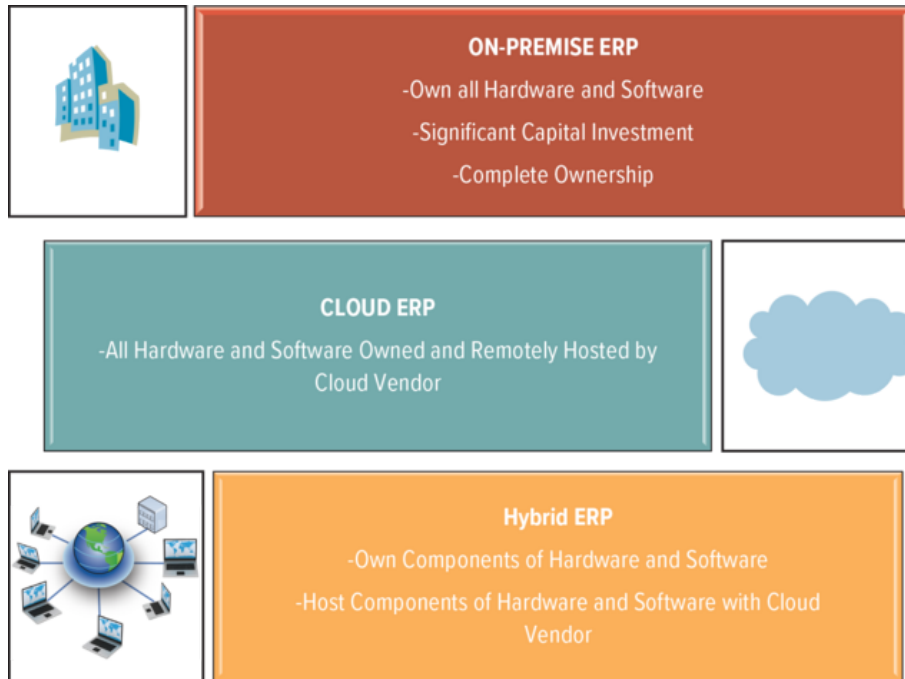 ON-PREMISE ERP
-Own all Hardware and Software
-Significant Capital Investment
-Complete Ownership
CLOUD ERP
-All Hardware and Software Owned and Remotely Hosted by
Cloud Vendor
Hybrid ERP
-Own Components of Hardware and Software
-Host Components of Hardware and Software with Cloud
Vendor